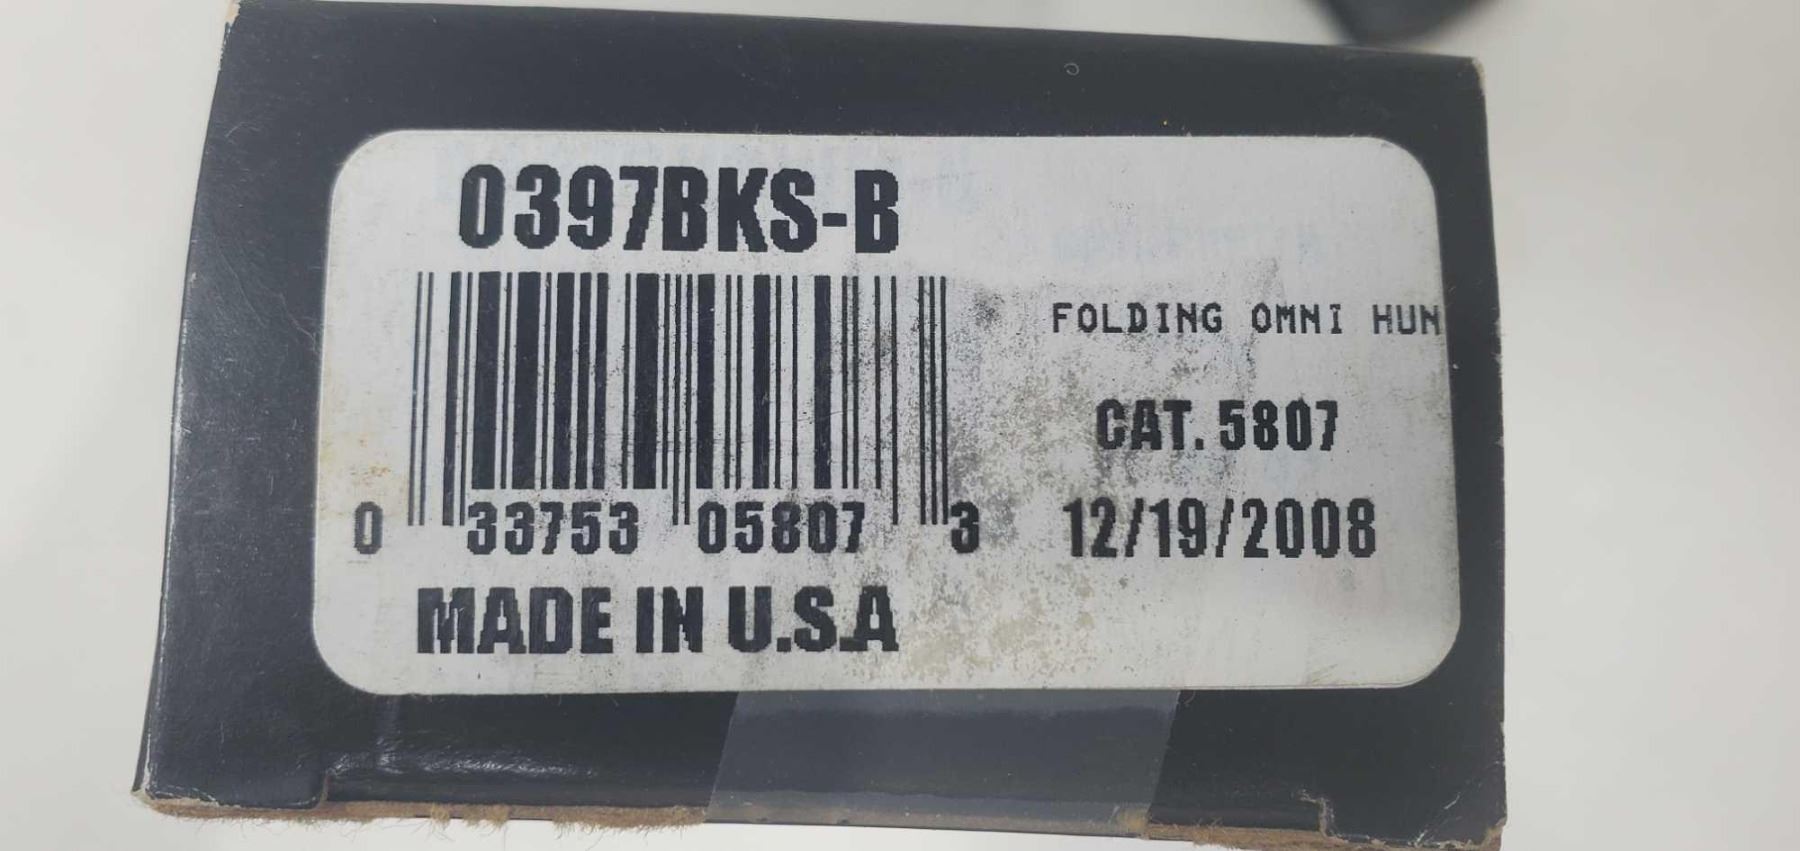 0397BKS-B
FOLDING OMNI HUN
CAT. 5807
0 33753 05807 3
12/19/2008
MADE IN U.S.A